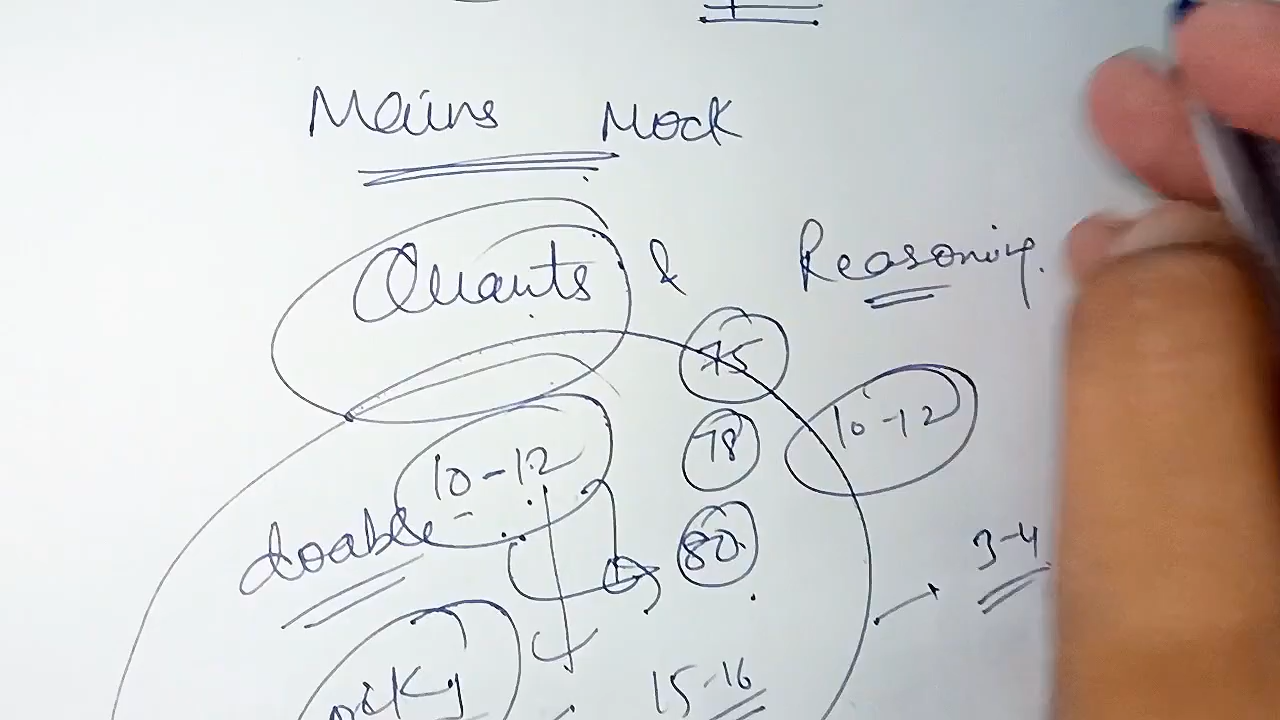 Mains Mock
Quants & Reasoning.
75
10-12
78
10-12
doable
80
3-4
15-16